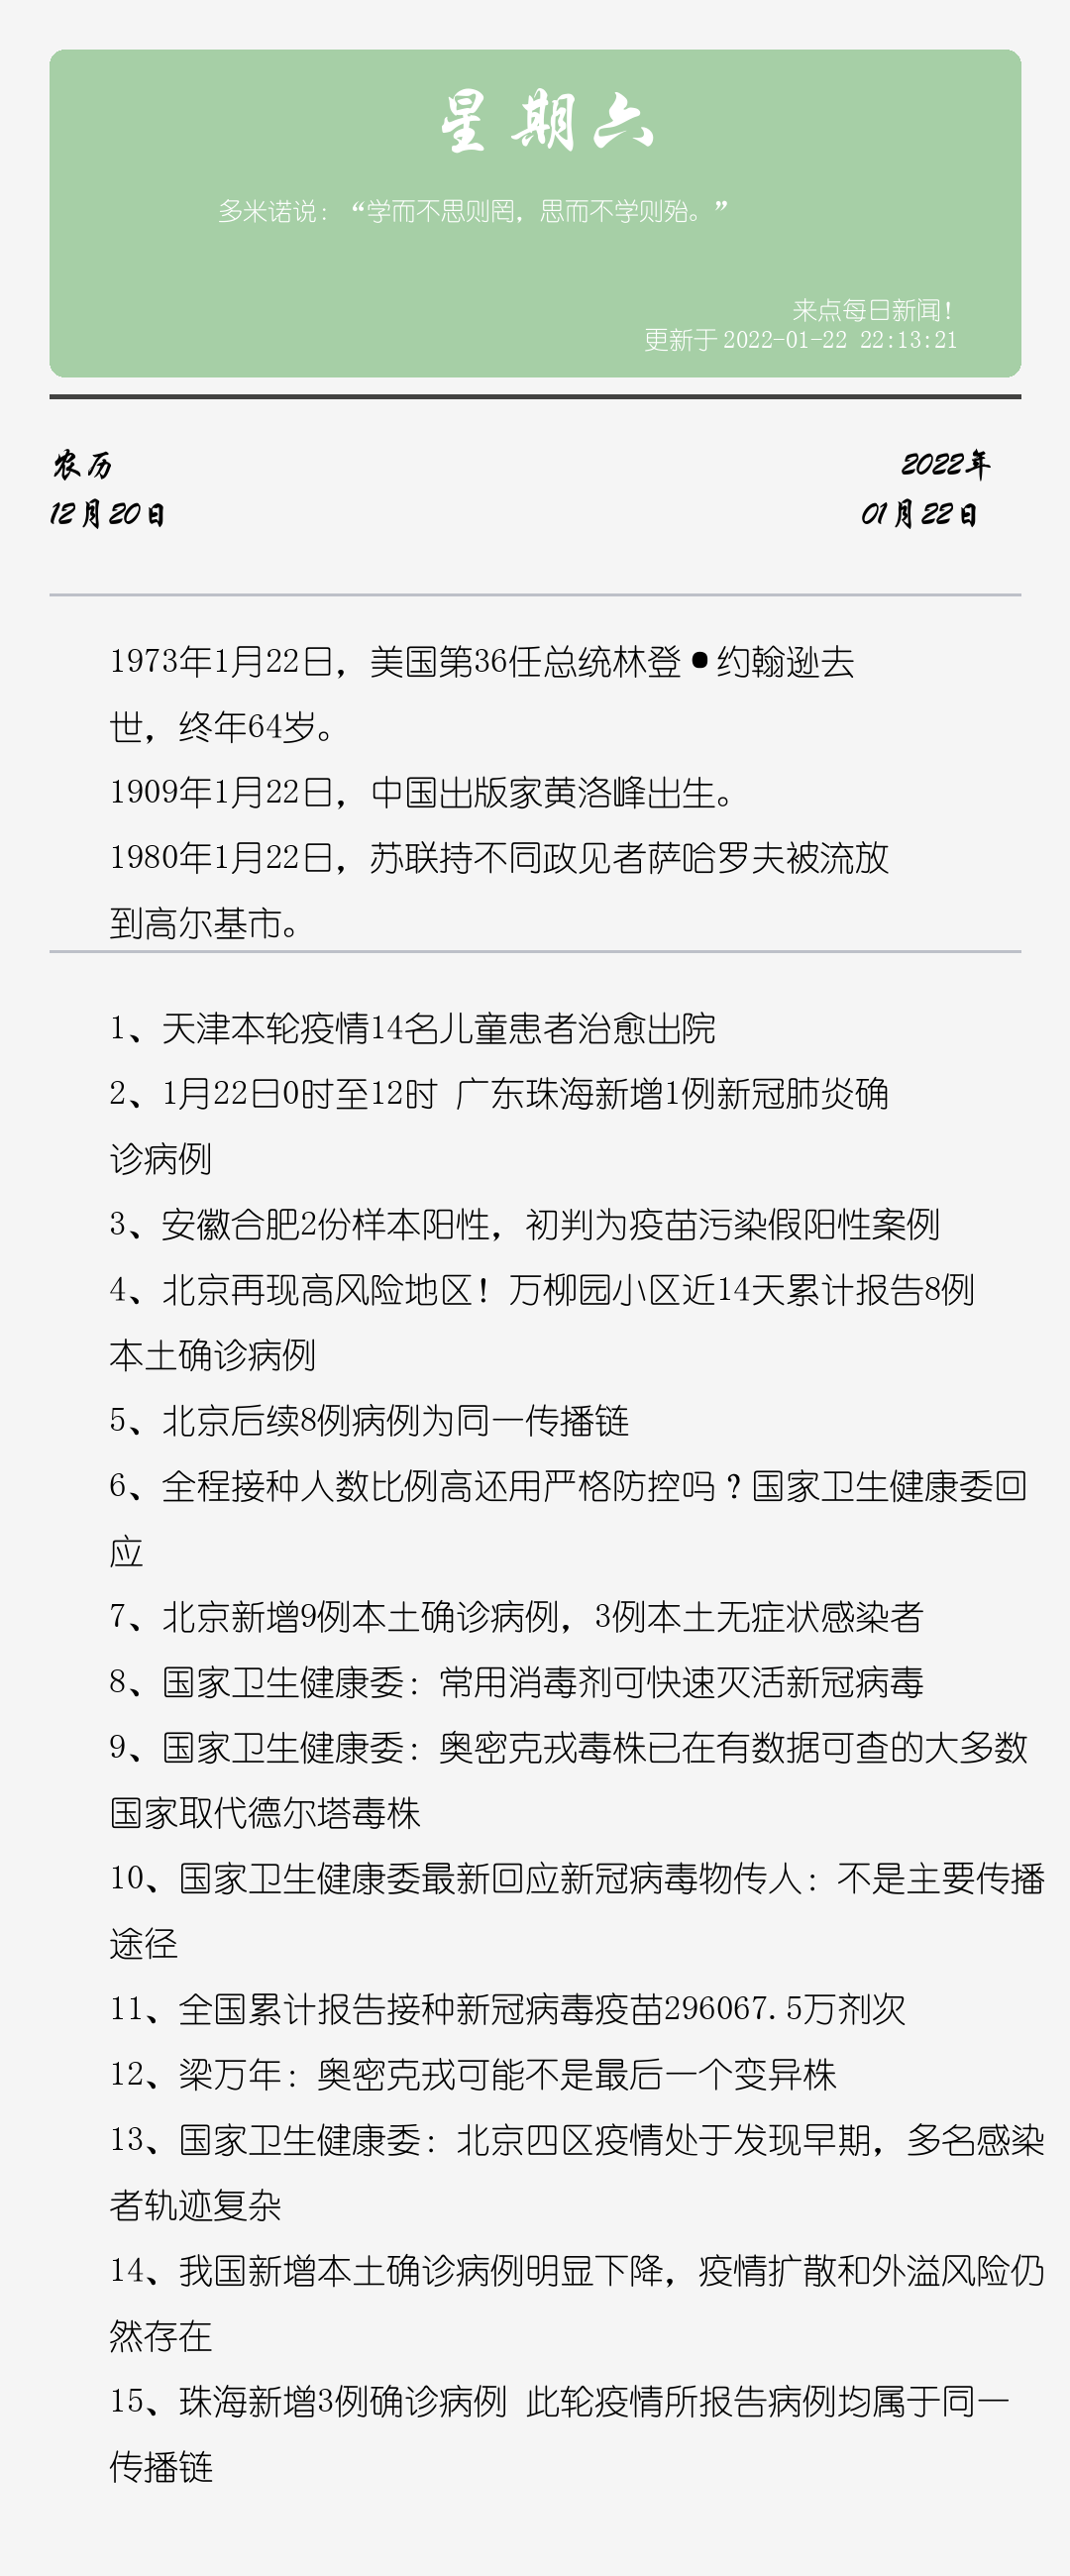 星期六
多米诺说：“学而不思则罔，思而不学则殆。”
来点每日新闻！
更新于 2022-01-22 22:13:21
农历
2022年
12月20日
01月22日
1973年1月22日，美国第36任总统林登•约翰逊去
世，终年64岁。
1909年1月22日，中国出版家黄洛峰出生。
1980年1月22日，苏联持不同政见者萨哈罗夫被流放
到高尔基市。
1、天津本轮疫情14名儿童患者治愈出院
2、1月22日0时至12时 广东珠海新增1例新冠肺炎确
诊病例
3、安徽合肥2份样本阳性，初判为疫苗污染假阳性案例
4、北京再现高风险地区！万柳园小区近14天累计报告8例
本土确诊病例
5、北京后续8例病例为同一传播链
6、全程接种人数比例高还用严格防控吗？国家卫生健康委回
应
7、北京新增9例本土确诊病例，3例本土无症状感染者
8、国家卫生健康委：常用消毒剂可快速灭活新冠病毒
9、国家卫生健康委：奥密克戎毒株已在有数据可查的大多数
国家取代德尔塔毒株
10、国家卫生健康委最新回应新冠病毒物传人：不是主要传播
途径
11、全国累计报告接种新冠病毒疫苗296067.5万剂次
12、梁万年：奥密克戎可能不是最后一个变异株
13、国家卫生健康委：北京四区疫情处于发现早期，多名感染
者轨迹复杂
14、我国新增本土确诊病例明显下降，疫情扩散和外溢风险仍
然存在
15、珠海新增3例确诊病例 此轮疫情所报告病例均属于同一
传播链